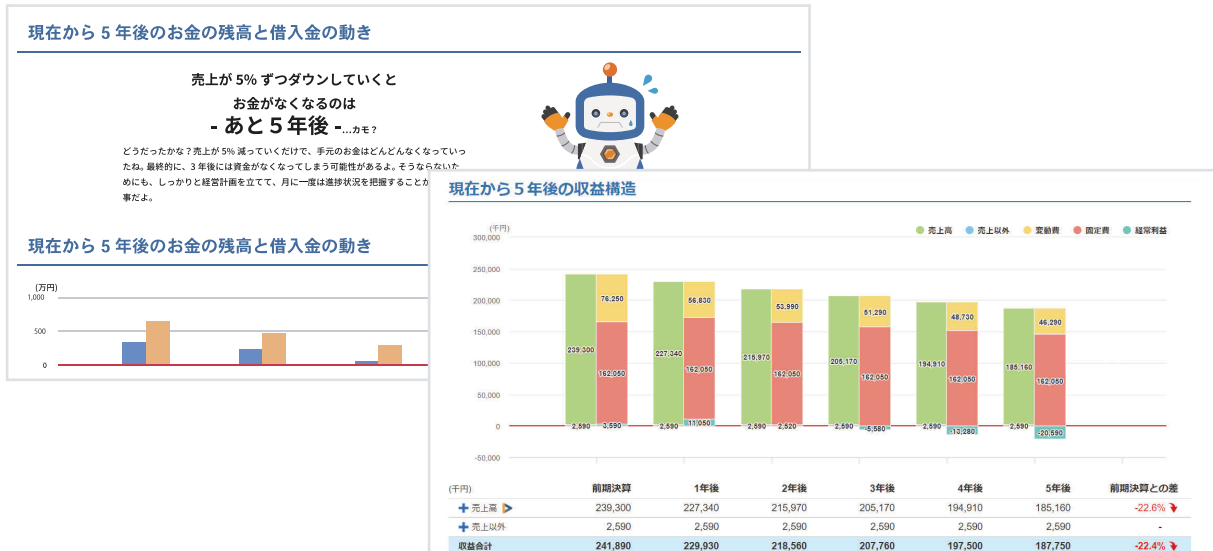 現在から 5 年後のお金の残高と借入金の動き
売上が 5% ずつダウンしていくと
お金がなくなるのは
- あと 5 年後 -...カモ？
どうだったかな？売上が 5% 減っていくだけで、手元のお金はどんどんなくなっていっ
たね。最終的に、3 年後には資金がなくなってしまう可能性があるよ。そうならないた
めにも、しっかりと経営計画を立てて、月に一度は進捗状況を把握することが
事だよ。
現在から 5 年後のお金の残高と借入金の動き
(万円)
1,000
500
0
現在から５年後の収益構造
(千円)
売上高 売上以外 変動費 固定費 経常利益
300,000
250,000
200,000
150,000
100,000
50,000
0
-50,000
76,250 56,830 53,990 51,290 48,730 46,290
239,300 227,340 215,970 205,170 194,910 185,160
162,050 162,050 162,050 162,050 162,050 162,050
2,590 3,590 2,590 11,050 2,590 2,520 2,590 -5,580 2,590 -13,280 2,590 -20,590
(千円) 前期決算 1年後 2年後 3年後 4年後 5年後 前期決算との差
売上高 239,300 227,340 215,970 205,170 194,910 185,160 -22.6%
売上以外 2,590 2,590 2,590 2,590 2,590 2,590 -
収益合計 241,890 229,930 218,560 207,760 197,500 187,750 -22.4%